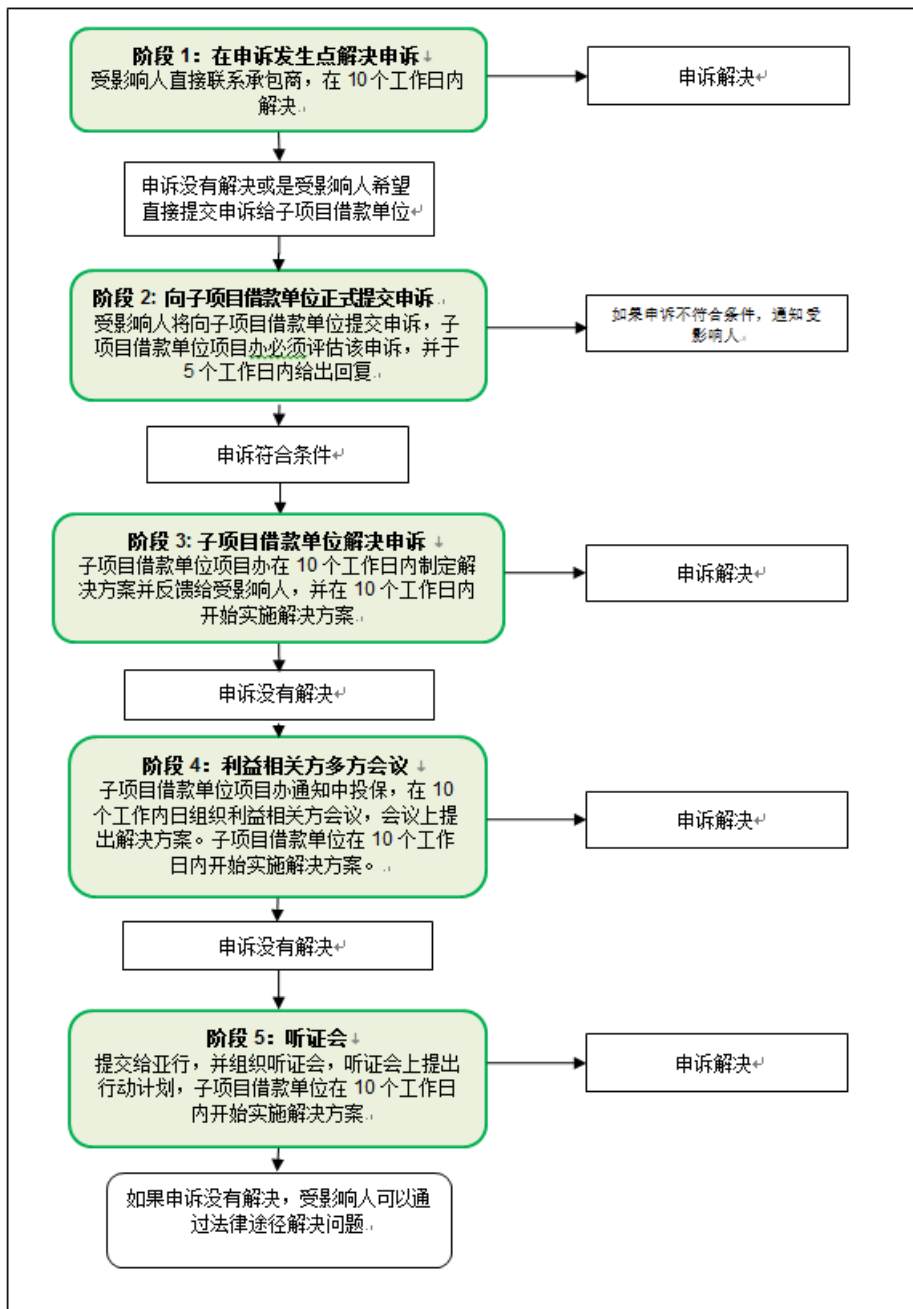 阶段 1：在申诉发生点解决申诉↓
受影响人直接联系承包商，在 10 个工作日内
解决.
申诉解决↵
申诉没有解决或是受影响人希望
直接提交申诉给子项目借款单位↵
阶段 2: 向子项目借款单位正式提交申诉.
受影响人将向子项目借款单位提交申诉，子
项目借款单位项目办必须评估该申诉，并于
5 个工作日内给出回复.
如果申诉不符合条件，通知受
影响人.
申诉符合条件↵
阶段 3: 子项目借款单位解决申诉 ↓
子项目借款单位项目办在 10 个工作日内制定解
决方案并反馈给受影响人，并在 10 个工作日内
开始实施解决方案.
申诉解决↵
申诉没有解决↵
阶段 4：利益相关方多方会议 ↓
子项目借款单位项目办通知中投保，在 10
个工作内日组织利益相关方会议，会议上提
出解决方案。子项目借款单位在 10 个工作
日内开始实施解决方案。.
申诉解决↵
申诉没有解决↵
阶段 5：听证会↓
提交给亚行，并组织听证会，听证会上提出
行动计划，子项目借款单位在 10 个工作日
内开始实施解决方案.
申诉解决↵
如果申诉没有解决，受影响人可以通
过法律途径解决问题.